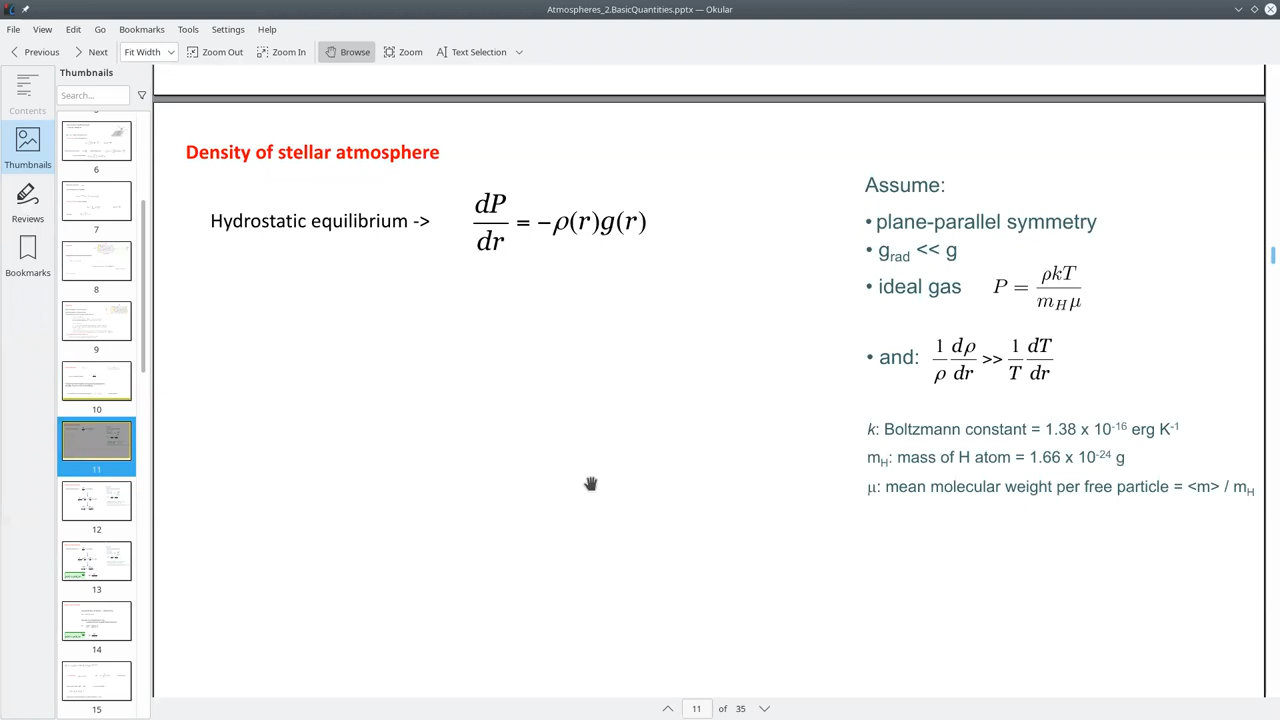 Atmospheres_2.BasicQuantities.pptx — Okular
File View Edit Go Bookmarks Tools Settings Help
Previous Next Fit Width Zoom Out Zoom In Browse Zoom Text Selection
Contents
Thumbnails
Reviews
Bookmarks
Thumbnails
Search...
6
7
8
9
10
11
12
13
14
15
Density of stellar atmosphere
Hydrostatic equilibrium -> dP/dr = −ρ(r)g(r)
Assume:
• plane-parallel symmetry
• g_rad << g
• ideal gas P = ρkT / m_H μ
• and: 1/ρ dρ/dr >> 1/T dT/dr
k: Boltzmann constant = 1.38 x 10⁻¹⁶ erg K⁻¹
m_H: mass of H atom = 1.66 x 10⁻²⁴ g
μ: mean molecular weight per free particle = <m> / m_H
11 of 35